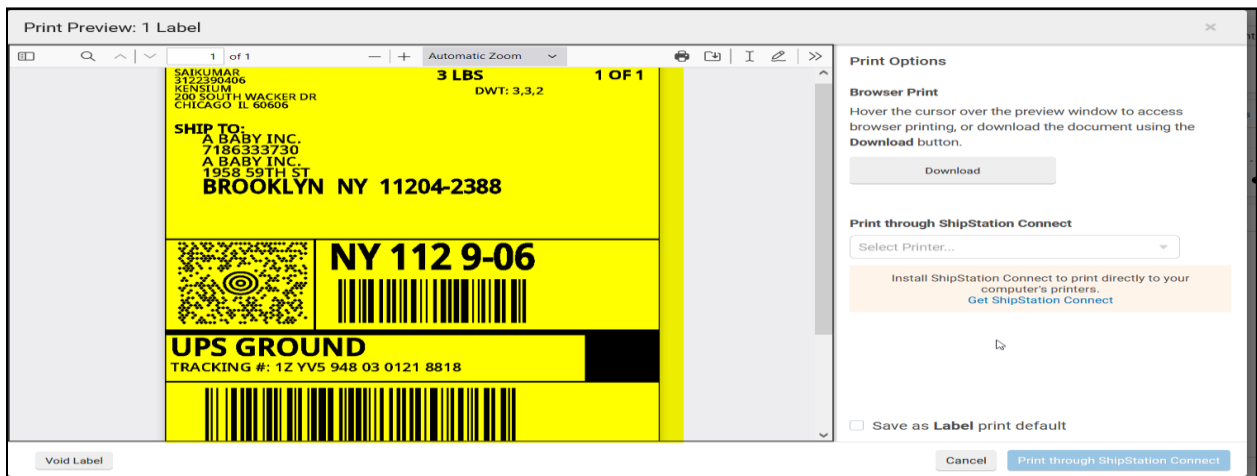 Print Preview: 1 Label
1 of 1
Automatic Zoom
SAIKUMAR
3122390406
KENSIUM
200 SOUTH WACKER DR
CHICAGO IL 60606
3 LBS
1 OF 1
DWT: 3,3,2
SHIP TO:
A BABY INC.
7186333730
A BABY INC.
1958 59TH ST
BROOKLYN NY 11204-2388
NY 112 9-06
UPS GROUND
TRACKING #: 1Z YV5 948 03 0121 8818
Print Options
Browser Print
Hover the cursor over the preview window to access
browser printing, or download the document using the
Download button.
Download
Print through ShipStation Connect
Select Printer...
Install ShipStation Connect to print directly to your
computer's printers.
Get ShipStation Connect
Save as Label print default
Void Label
Cancel
Print through ShipStation Connect